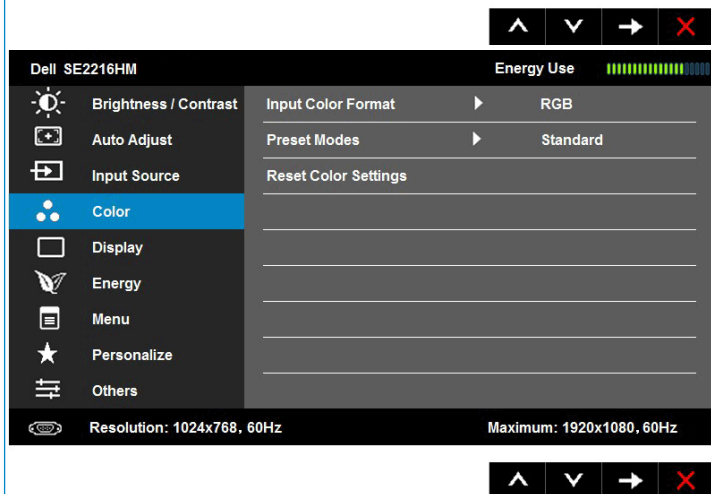 Dell SE2216HM Energy Use
Brightness / Contrast Input Color Format RGB
Auto Adjust Preset Modes Standard
Input Source Reset Color Settings
Color
Display
Energy
Menu
Personalize
Others
Resolution: 1024x768, 60Hz Maximum: 1920x1080, 60Hz